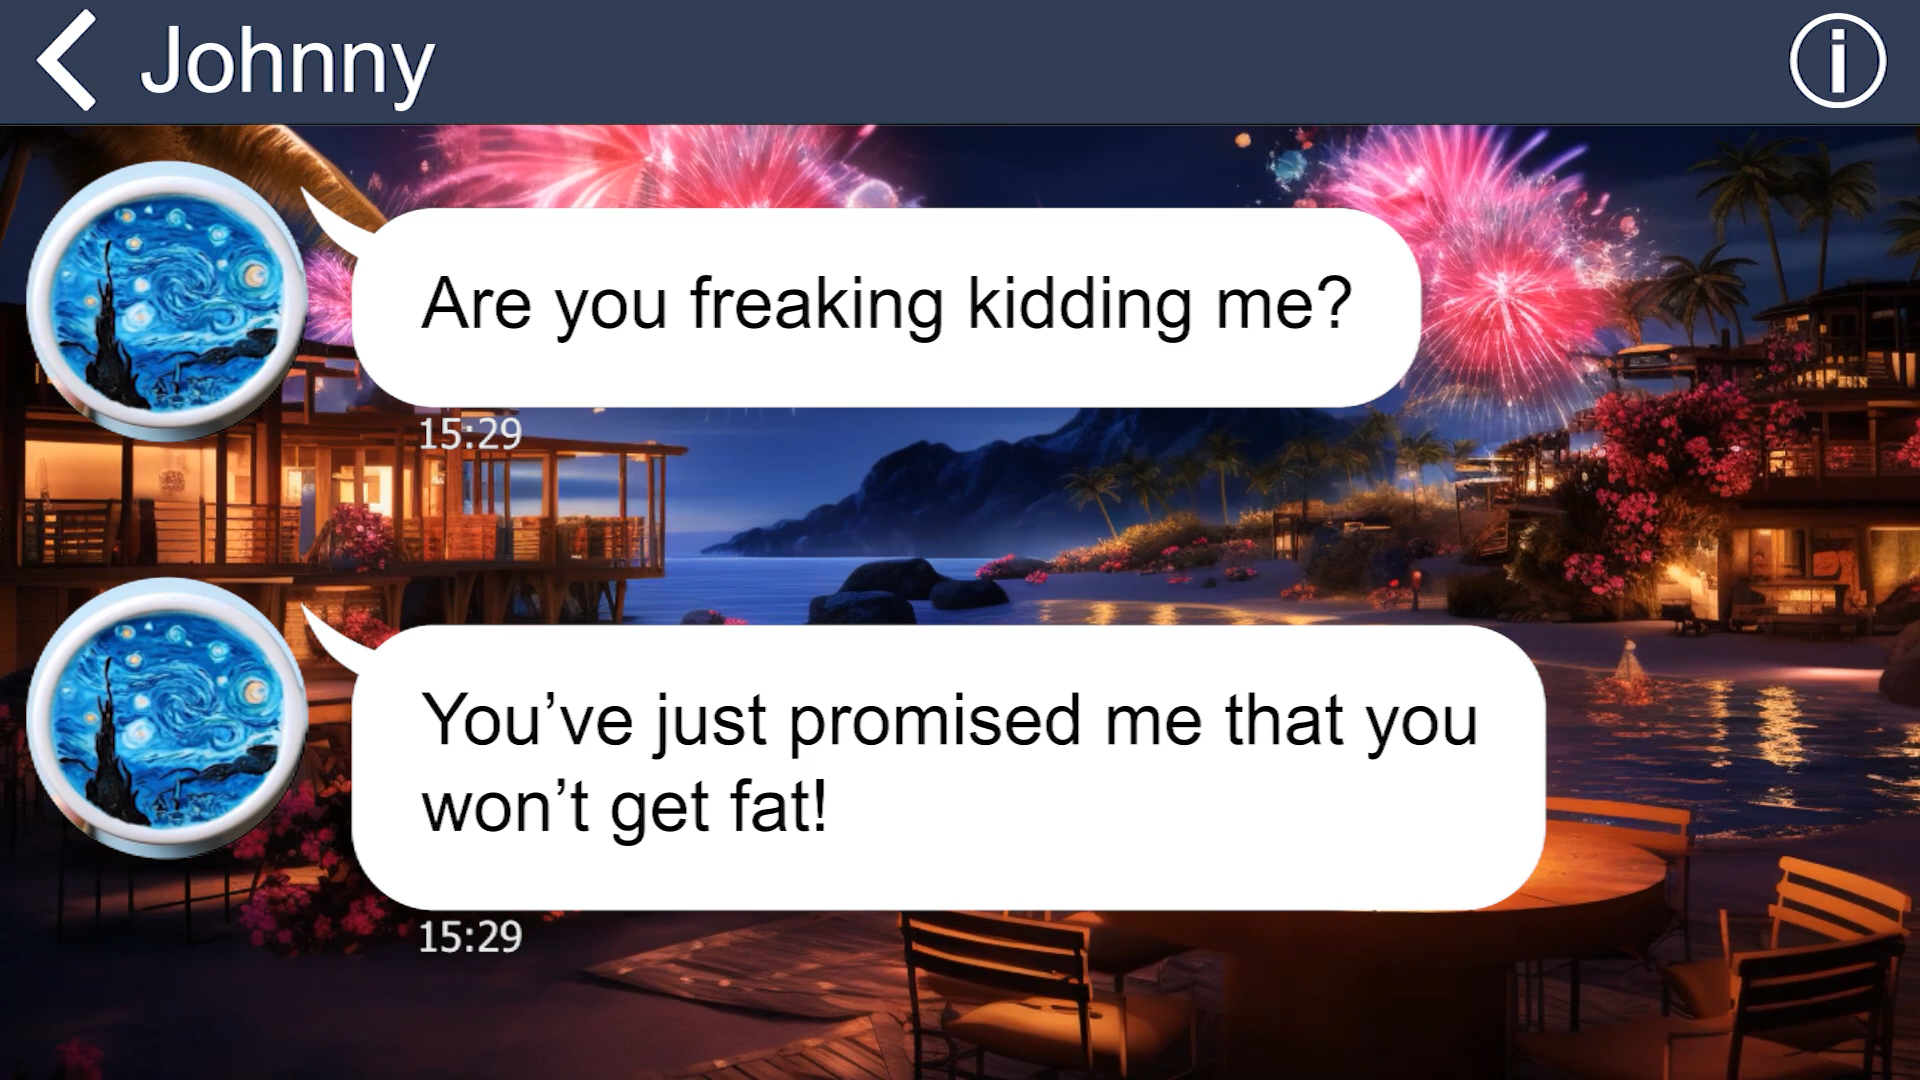 Johnny
Are you freaking kidding me?
15:29
You’ve just promised me that you
won’t get fat!
15:29